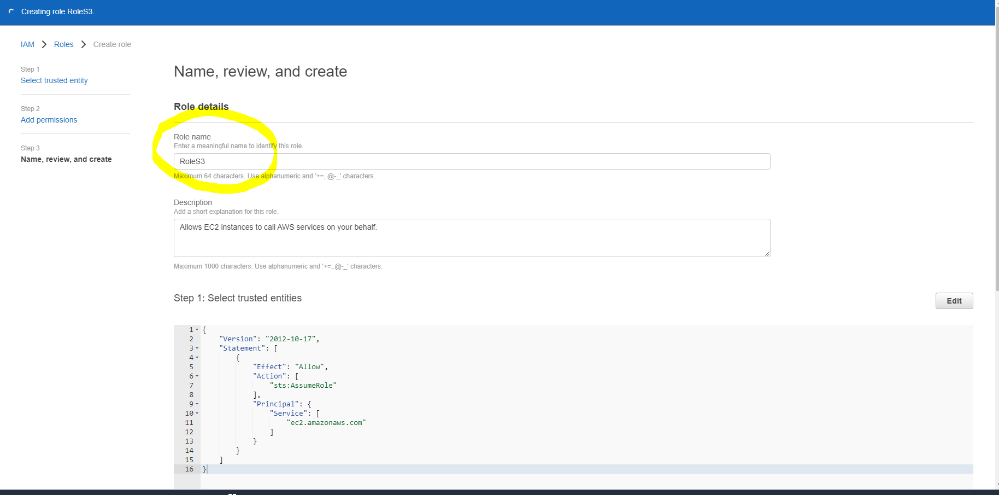 Creating role RoleS3.
IAM > Roles > Create role
Step 1
Select trusted entity
Step 2
Add permissions
Step 3
Name, review, and create
Name, review, and create
Role details
Role name
Enter a meaningful name to identify this role.
RoleS3
Maximum 64 characters. Use alphanumeric and '+=,.@-_' characters.
Description
Add a short explanation for this role.
Allows EC2 instances to call AWS services on your behalf.
Maximum 1000 characters. Use alphanumeric and '+=,.@-_' characters.
Step 1: Select trusted entities
Edit
1 {
2     "Version": "2012-10-17",
3     "Statement": [
4         {
5             "Effect": "Allow",
6             "Action": [
7                 "sts:AssumeRole"
8             ],
9             "Principal": {
10                 "Service": [
11                     "ec2.amazonaws.com"
12                 ]
13             }
14         }
15     ]
16 }